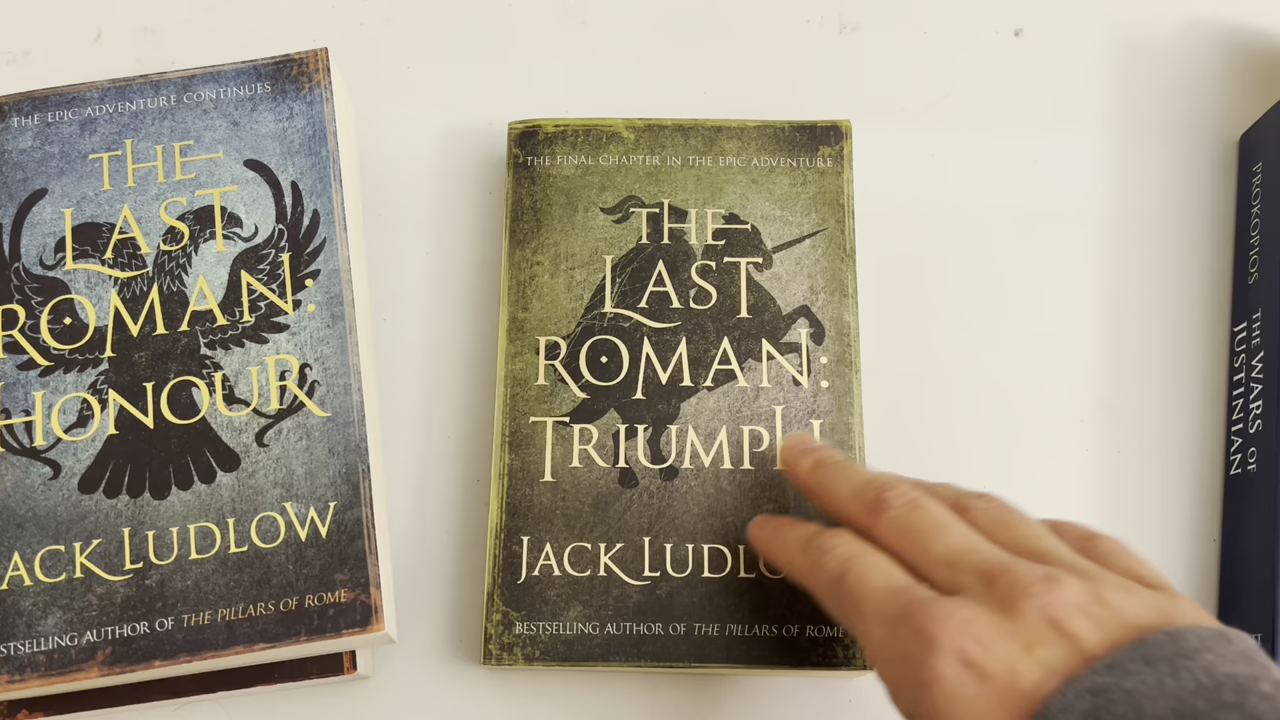 THE EPIC ADVENTURE CONTINUES
THE
LAST
ROMAN:
HONOUR
JACK LUDLOW
BESTSELLING AUTHOR OF THE PILLARS OF ROME
THE FINAL CHAPTER IN THE EPIC ADVENTURE
THE
LAST
ROMAN:
TRIUMPH
JACK LUDLOW
BESTSELLING AUTHOR OF THE PILLARS OF ROME
PROKOPIOS
THE WARS OF
JUSTINIAN